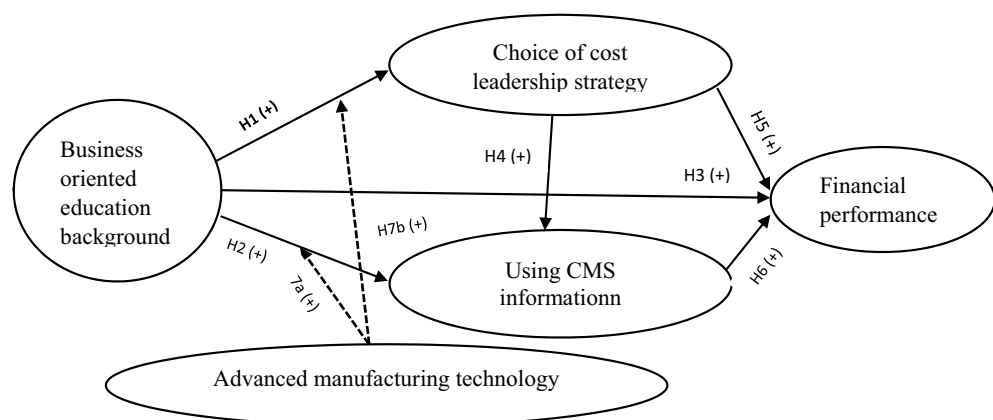 Choice of cost
leadership strategy
H1 (+)
H5 (+)
Business
oriented
education
background
H4 (+)
H3 (+)
Financial
performance
H2 (+)
H7b (+)
Using CMS
informationn
H6 (+)
7a (+)
Advanced manufacturing technology